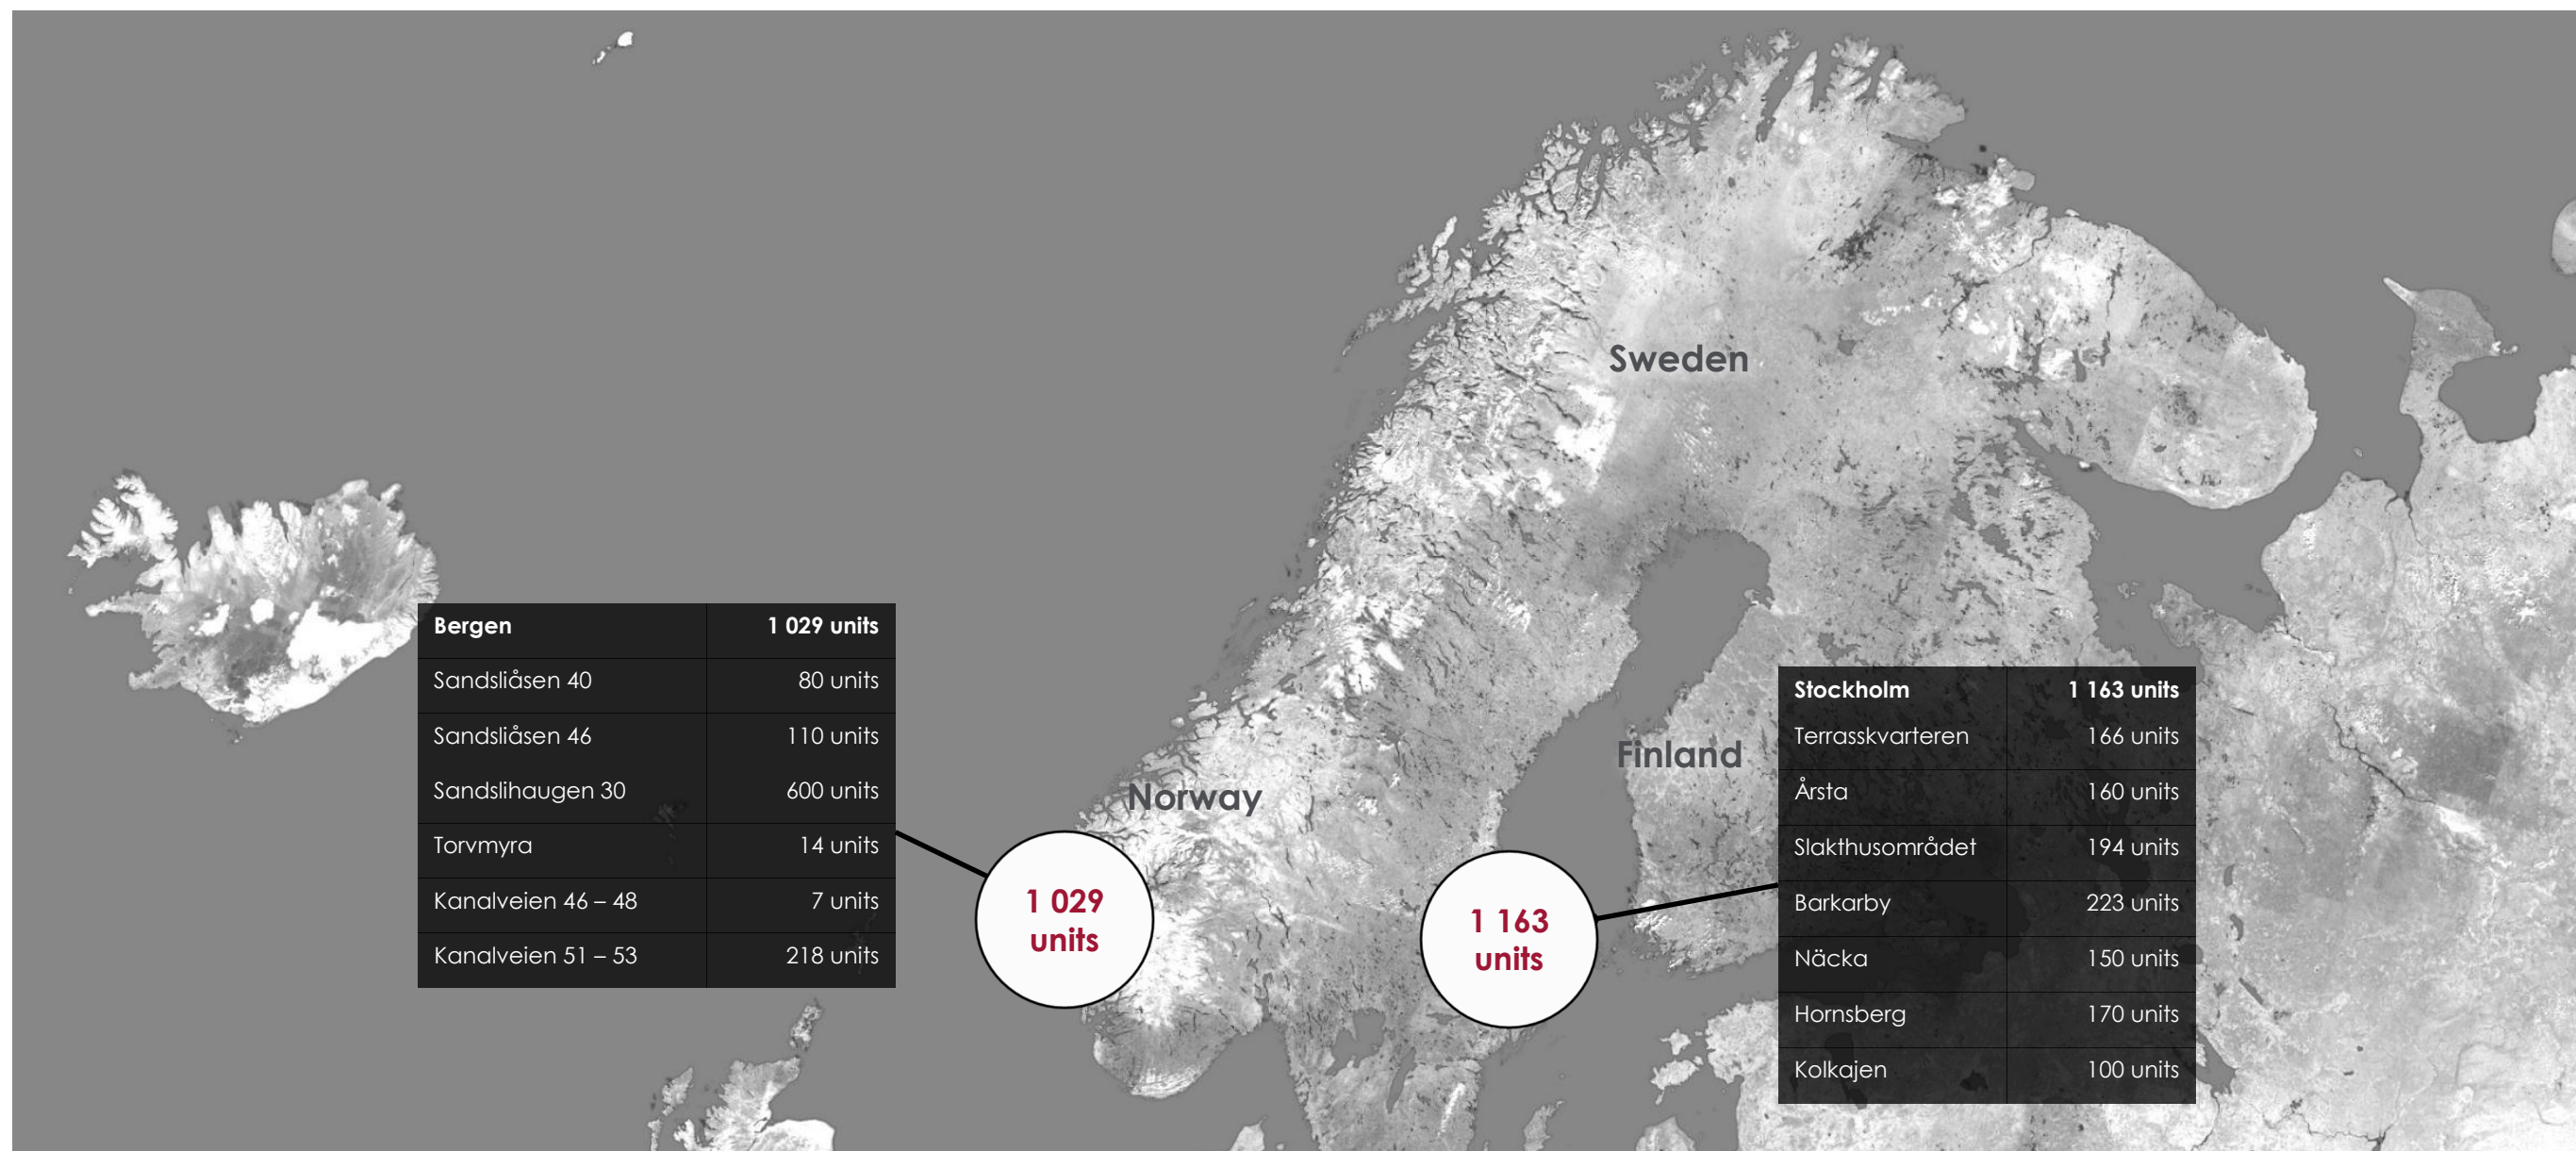 Sweden
Finland
Norway
Bergen 1 029 units
Sandsliåsen 40 80 units
Sandsliåsen 46 110 units
Sandslihaugen 30 600 units
Torvmyra 14 units
Kanalveien 46 – 48 7 units
Kanalveien 51 – 53 218 units
1 029
units
1 163
units
Stockholm 1 163 units
Terrasskvarteren 166 units
Årsta 160 units
Slakthusområdet 194 units
Barkarby 223 units
Näcka 150 units
Hornsberg 170 units
Kolkajen 100 units